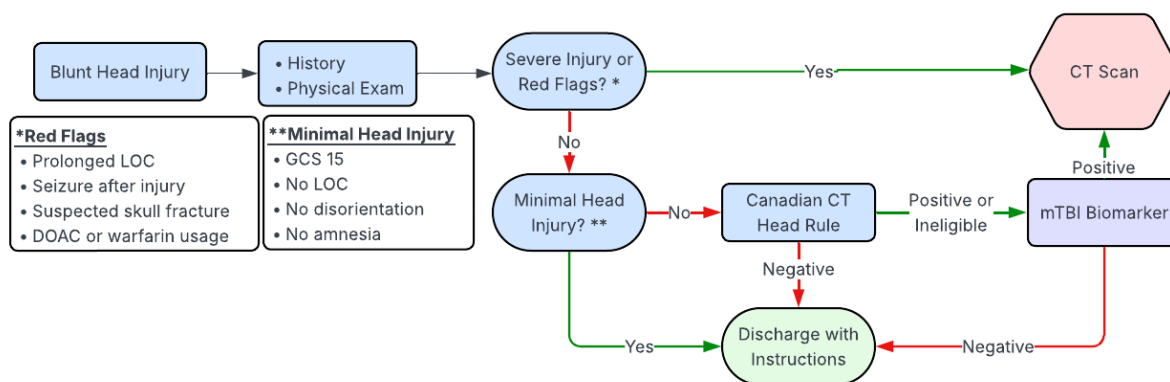 Blunt Head Injury
• History
• Physical Exam
Severe Injury or
Red Flags? *
Yes
CT Scan
*Red Flags
• Prolonged LOC
• Seizure after injury
• Suspected skull fracture
• DOAC or warfarin usage
**Minimal Head Injury
• GCS 15
• No LOC
• No disorientation
• No amnesia
No
Minimal Head
Injury? **
No
Canadian CT
Head Rule
Positive or
Ineligible
mTBI Biomarker
Positive
Negative
Yes
Discharge with
Instructions
Negative